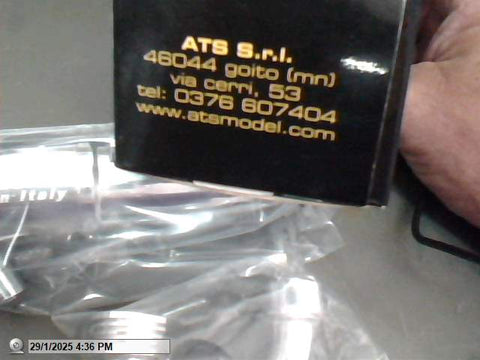 ATS S.r.l.
46044 goito (mn)
via cerri, 53
tel: 0376 607404
www.atsmodel.com
n-Italy
29/1/2025 4:36 PM